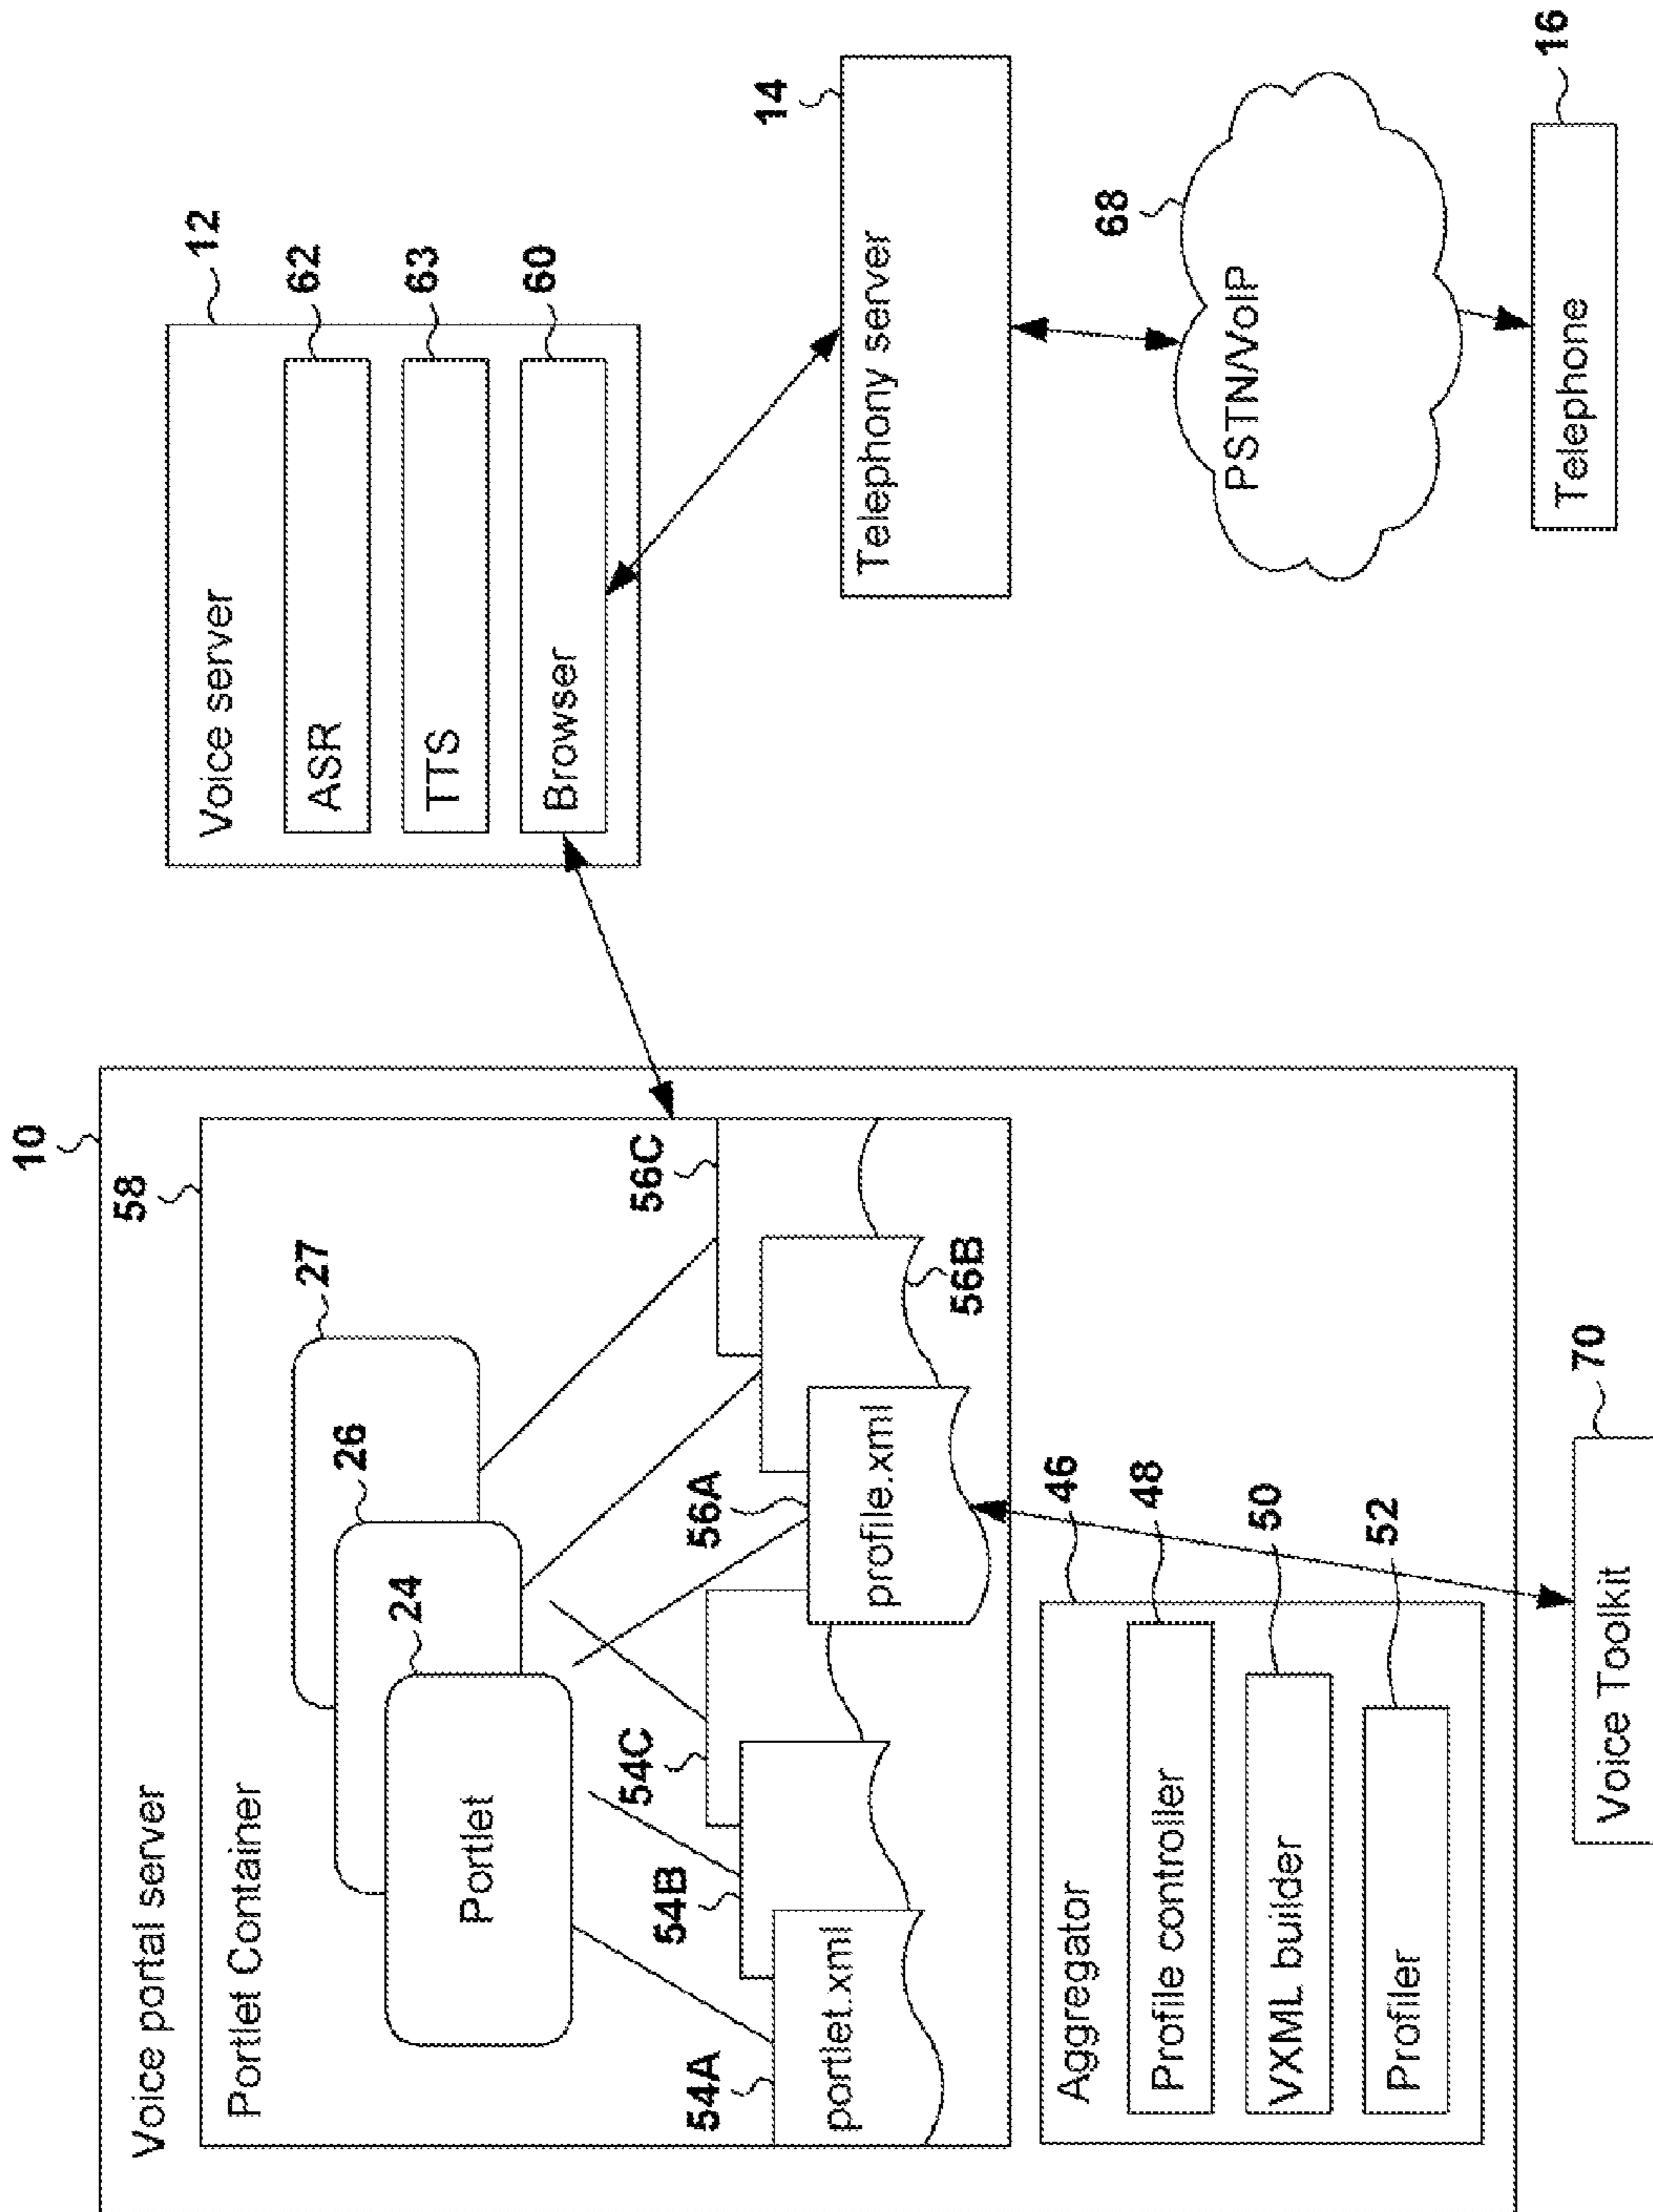 10
Voice portal server
58
Portlet Container
27
26
24
Portlet
56C
54C
56A
54B
56B
54A
portlet.xml
profile.xml
46
Aggregator
48
Profile controller
50
VXML builder
52
Profiler
70
Voice Toolkit
12
Voice server
62
ASR
63
TTS
60
Browser
14
Telephony server
68
PSTN/VoIP
16
Telephone